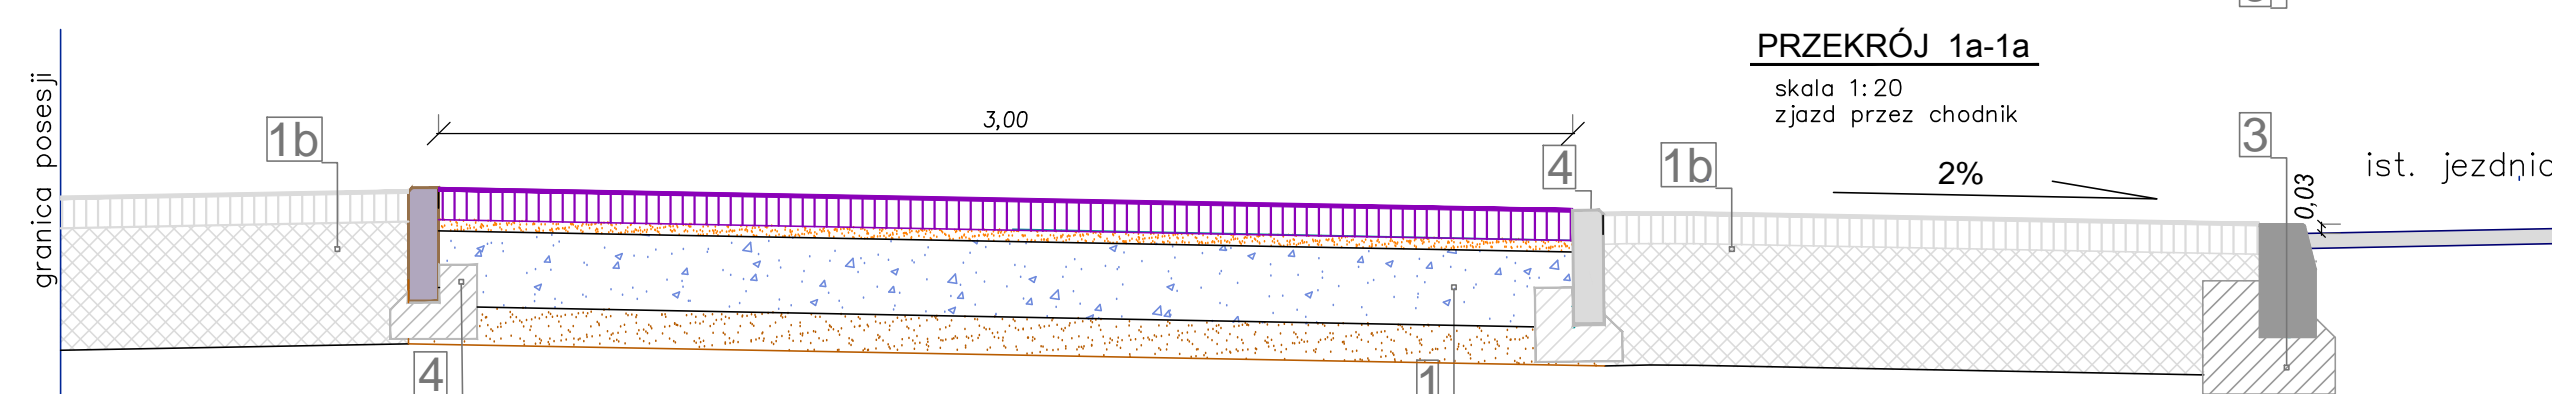 PRZEKRÓJ 1a-1a
skala 1:20
zjazd przez chodnik
granica posesji
1b
3,00
4
1b
2%
3
0,03
ist. jezdnic
4
1